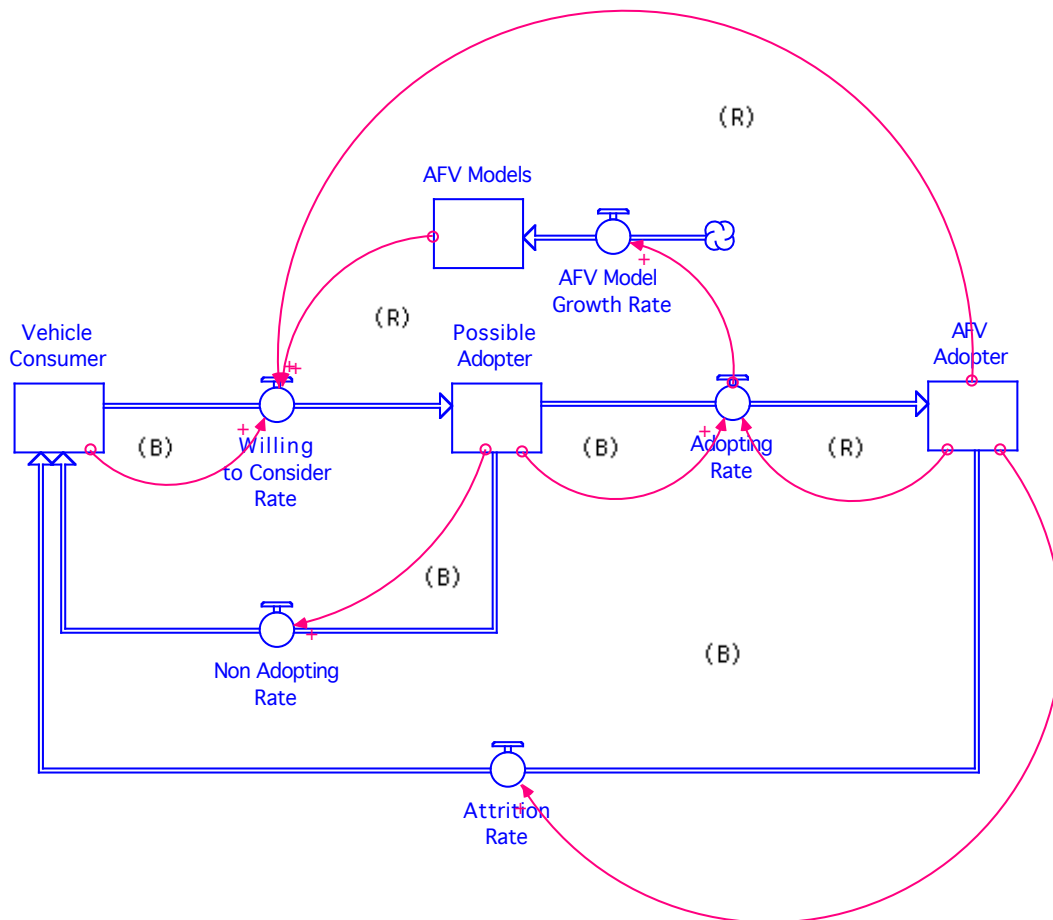 (R)
AFV Models
AFV Model
Growth Rate
+
(R)
Vehicle
Consumer
Possible
Adopter
AFV
Adopter
++
+
Willing
to Consider
Rate
(B)
(B)
+
Adopting
Rate
(R)
(B)
+
Non Adopting
Rate
(B)
+
Attrition
Rate